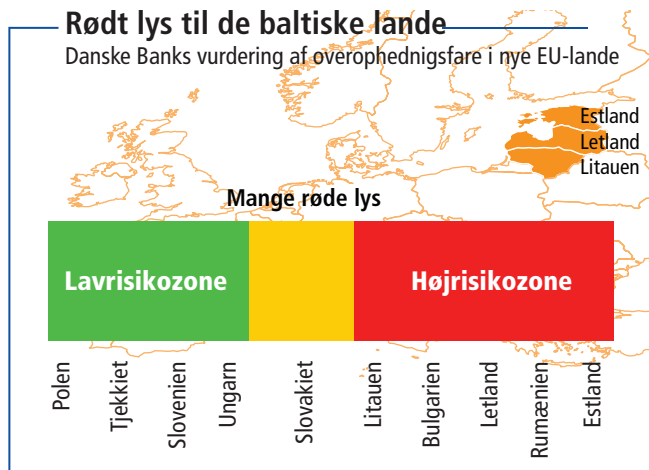 Rødt lys til de baltiske lande
Danske Banks vurdering af overophednigsfare i nye EU-lande
Estland
Letland
Litauen
Mange røde lys
Lavrisikozone
Højrisikozone
Polen
Tjekkiet
Slovenien
Ungarn
Slovakiet
Litauen
Bulgarien
Letland
Rumænien
Estland